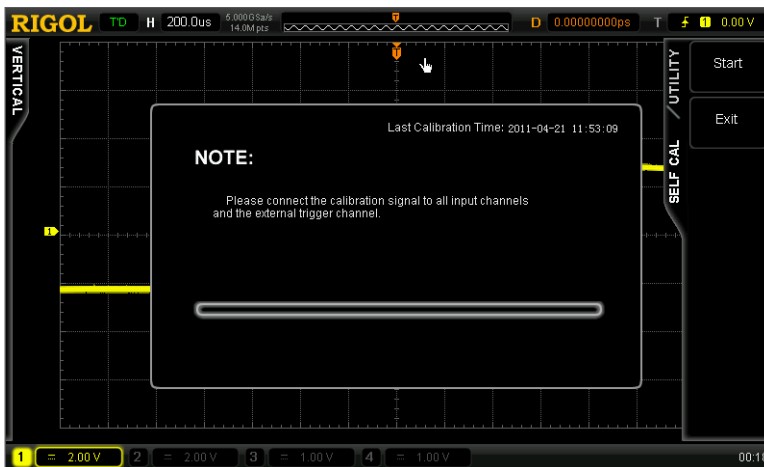 RIGOL T'D H 200.0us 5.000GSa/s 14.0M pts D 0.00000000ps T 1 0.00 V
VERTICAL
T
UTILITY
Start
Exit
SELF CAL
Last Calibration Time: 2011-04-21 11:53:09
NOTE:
Please connect the calibration signal to all input channels
and the external trigger channel.
1
1 = 2.00 V 2 = 2.00 V 3 = 1.00 V 4 = 1.00 V